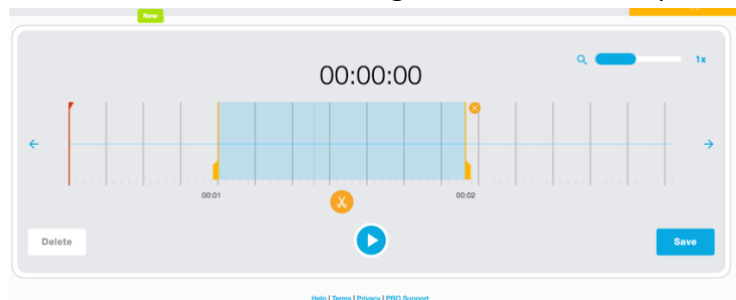 New
00:00:00
1x
00:01
00:02
Delete
Save
Help | Terms | Privacy | PRO Support